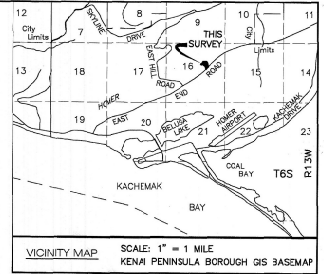 12
8
9
10
11
City
Limits
7
SKYLINE
DRIVE
THIS
SURVEY
City
Limits
EAST HILL ROAD
13
18
17
16
ROAD
15
14
HOMER
EAST
END
19
20
BELUGA
LAKE
21
HOMER
AIRPORT
22
KACHEMAK
DRIVE
23
R13W
CCAL
BAY
T6S
KACHEMAK
BAY
VICINITY MAP
SCALE: 1" = 1 MILE
KENAI PENINSULA BOROUGH GIS BASEMAP